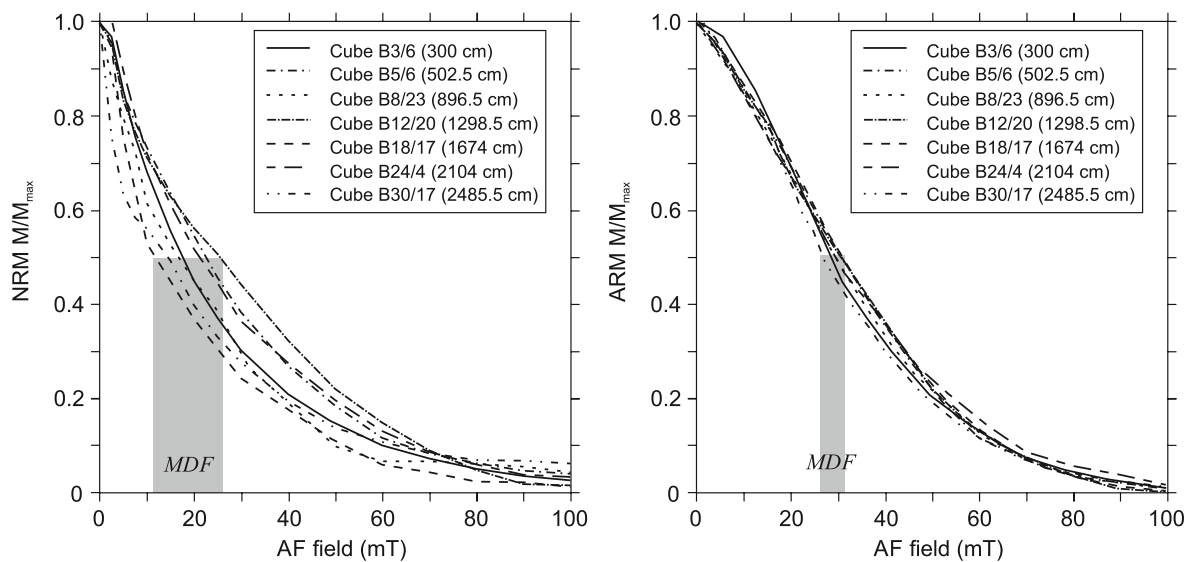 1.0
0.8
0.6
0.4
0.2
0
NRM M/Mmax
0 20 40 60 80 100
AF field (mT)
Cube B3/6 (300 cm)
Cube B5/6 (502.5 cm)
Cube B8/23 (896.5 cm)
Cube B12/20 (1298.5 cm)
Cube B18/17 (1674 cm)
Cube B24/4 (2104 cm)
Cube B30/17 (2485.5 cm)
MDF
1.0
0.8
0.6
0.4
0.2
0
ARM M/Mmax
0 20 40 60 80 100
AF field (mT)
Cube B3/6 (300 cm)
Cube B5/6 (502.5 cm)
Cube B8/23 (896.5 cm)
Cube B12/20 (1298.5 cm)
Cube B18/17 (1674 cm)
Cube B24/4 (2104 cm)
Cube B30/17 (2485.5 cm)
MDF